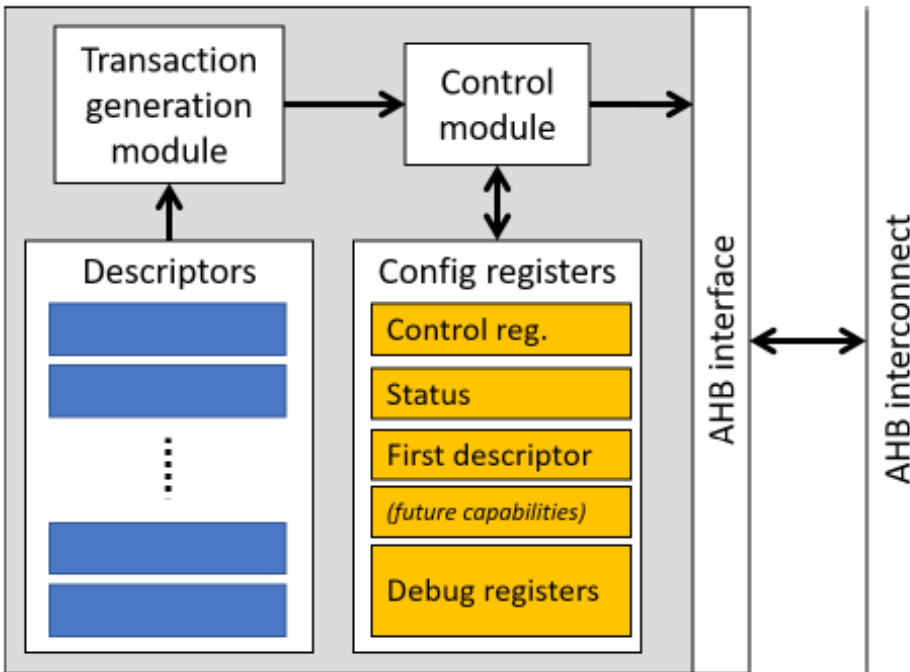 Transaction
generation
module
Control
module
Descriptors
Config registers
Control reg.
Status
First descriptor
(future capabilities)
Debug registers
AHB interface
AHB interconnect